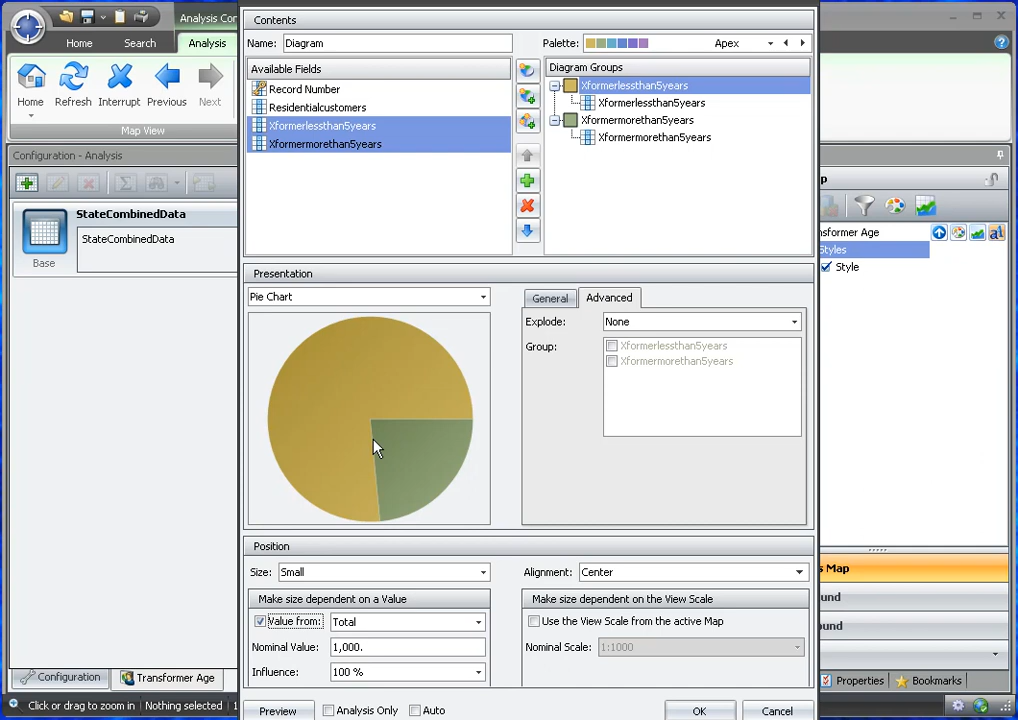 Analysis Con
Home
Search
Analysis
Home
Refresh
Interrupt
Previous
Next
Map View
Configuration - Analysis
StateCombinedData
StateCombinedData
Base
Configuration
Transformer Age
Click or drag to zoom in
Nothing selected
1
Contents
Name:
Diagram
Palette:
Apex
Available Fields
Record Number
Residentialcustomers
Xformerlessthan5years
Xformermorethan5years
Diagram Groups
Xformerlessthan5years
Xformerlessthan5years
Xformermorethan5years
Xformermorethan5years
Presentation
Pie Chart
General
Advanced
Explode:
None
Group:
Xformerlessthan5years
Xformermorethan5years
Position
Size:
Small
Alignment:
Center
Make size dependent on a Value
Value from:
Total
Nominal Value:
1,000.
Influence:
100 %
Make size dependent on the View Scale
Use the View Scale from the active Map
Nominal Scale:
1:1000
Preview
Analysis Only
Auto
OK
Cancel
p
nsformer Age
Styles
Style
s Map
und
ound
Properties
Bookmarks